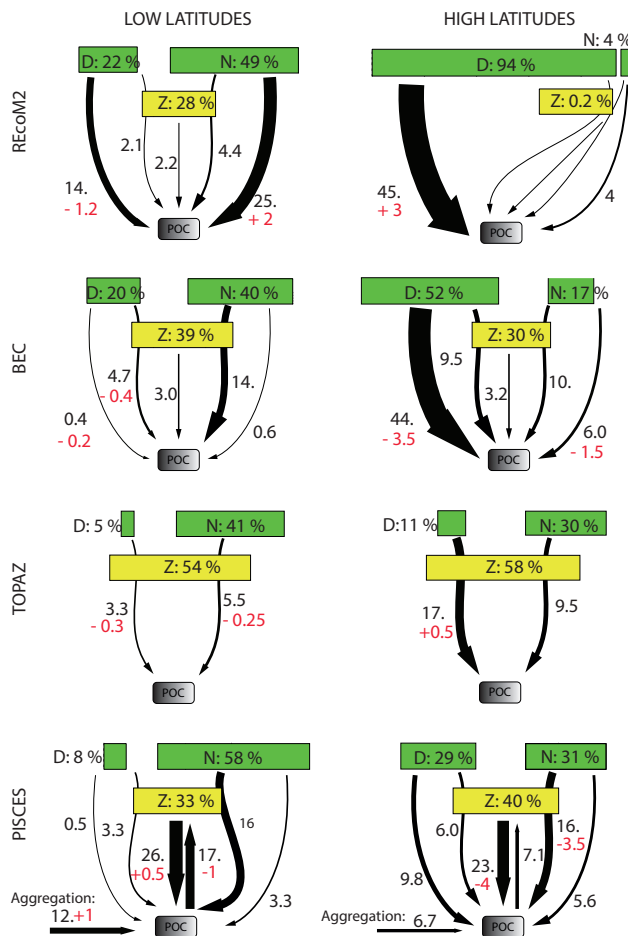 LOW LATITUDES
HIGH LATITUDES
REcoM2
D: 22 %
N: 49 %
Z: 28 %
2.1
2.2
4.4
14.
- 1.2
25.
+ 2
POC
N: 4 %
D: 94 %
Z: 0.2 %
45.
+ 3
4
POC
BEC
D: 20 %
N: 40 %
Z: 39 %
4.7
- 0.4
3.0
14.
0.4
- 0.2
0.6
POC
D: 52 %
N: 17 %
Z: 30 %
9.5
3.2
10.
44.
- 3.5
6.0
- 1.5
POC
TOPAZ
D: 5 %
N: 41 %
Z: 54 %
3.3
- 0.3
5.5
- 0.25
POC
D:11 %
N: 30 %
Z: 58 %
17.
+0.5
9.5
POC
PISCES
D: 8 %
N: 58 %
Z: 33 %
0.5
3.3
26.
+0.5
17.
-1
16
3.3
Aggregation:
12.+1
POC
D: 29 %
N: 31 %
Z: 40 %
6.0
23.
-4
7.1
16.
-3.5
9.8
5.6
Aggregation:
6.7
POC